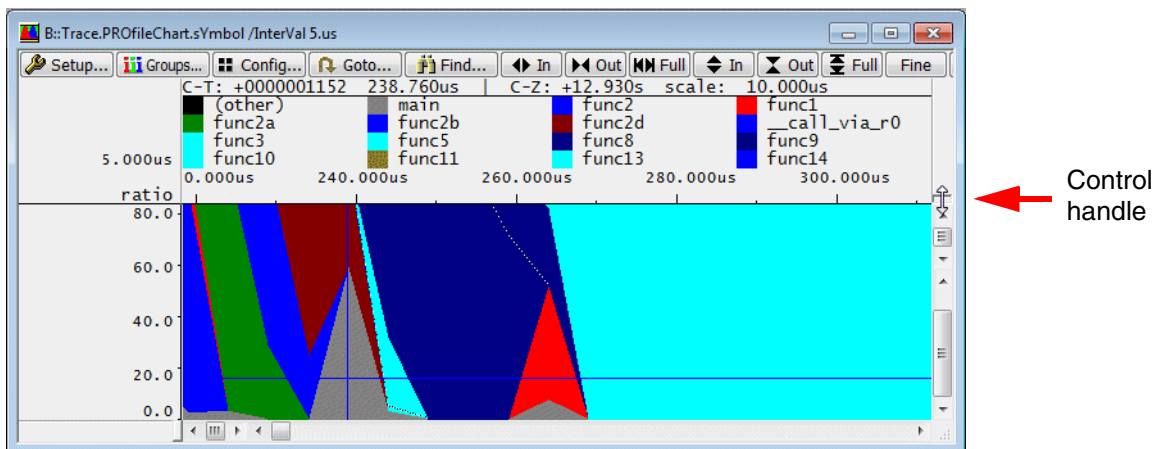 B::Trace.PROfileChart.sYmbol /InterVal 5.us
Setup... Groups... Config... Goto... Find... In Out Full In Out Full Fine
C-T: +0000001152 238.760us | C-Z: +12.930s scale: 10.000us
(other) main func2 func1
func2a func2b func2d __call_via_r0
func3 func5 func8 func9
5.000us func10 func11 func13 func14
0.000us 240.000us 260.000us 280.000us 300.000us
ratio
Control
handle
80.0
60.0
40.0
20.0
0.0